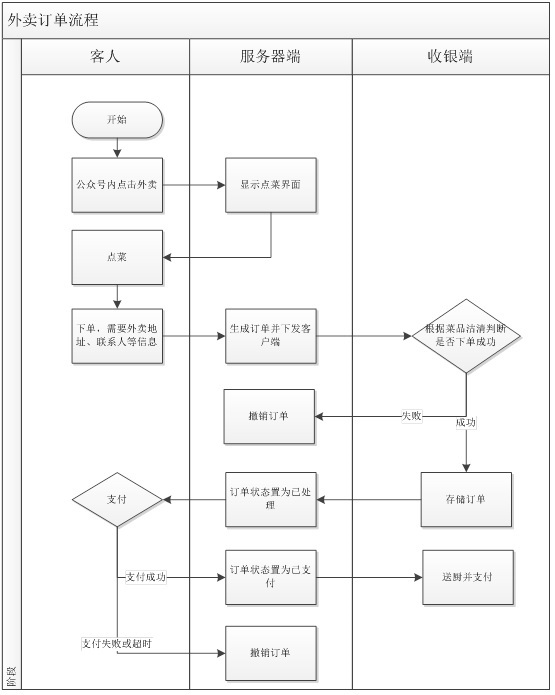 外卖订单流程
客人
服务器端
收银端
开始
公众号内点击外卖
显示点菜界面
点菜
下单，需要外卖地
址、联系人等信息
生成订单并下发客
户端
根据菜品沽清判断
是否下单成功
撤销订单
失败
成功
支付
订单状态置为已处
理
存储订单
支付成功
订单状态置为已支
付
送厨并支付
支付失败或超时
撤销订单
阶段